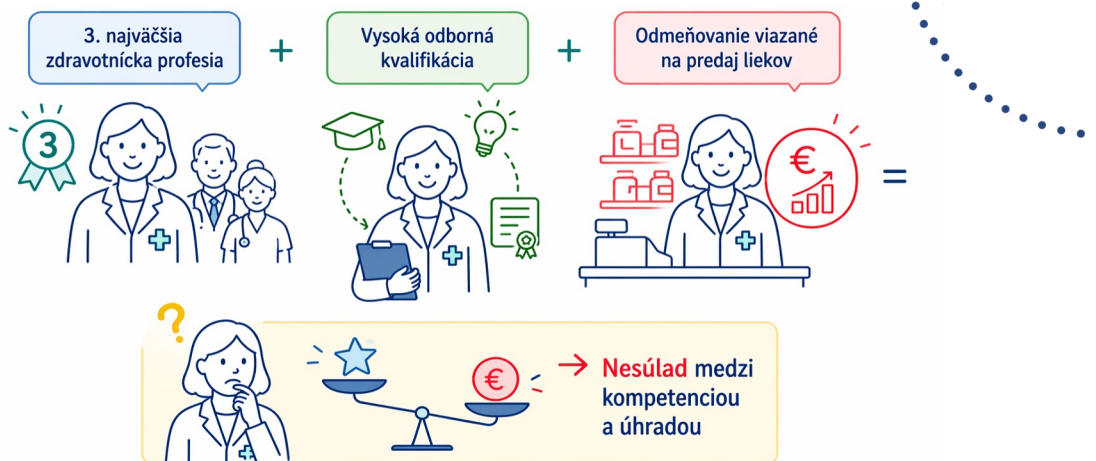 3. najväčšia
zdravotnícka profesia
+
Vysoká odborná
kvalifikácia
+
Odmeňovanie viazané
na predaj liekov
3
€
=
?
€
→ Nesúlad medzi
kompetenciou
a úhradou